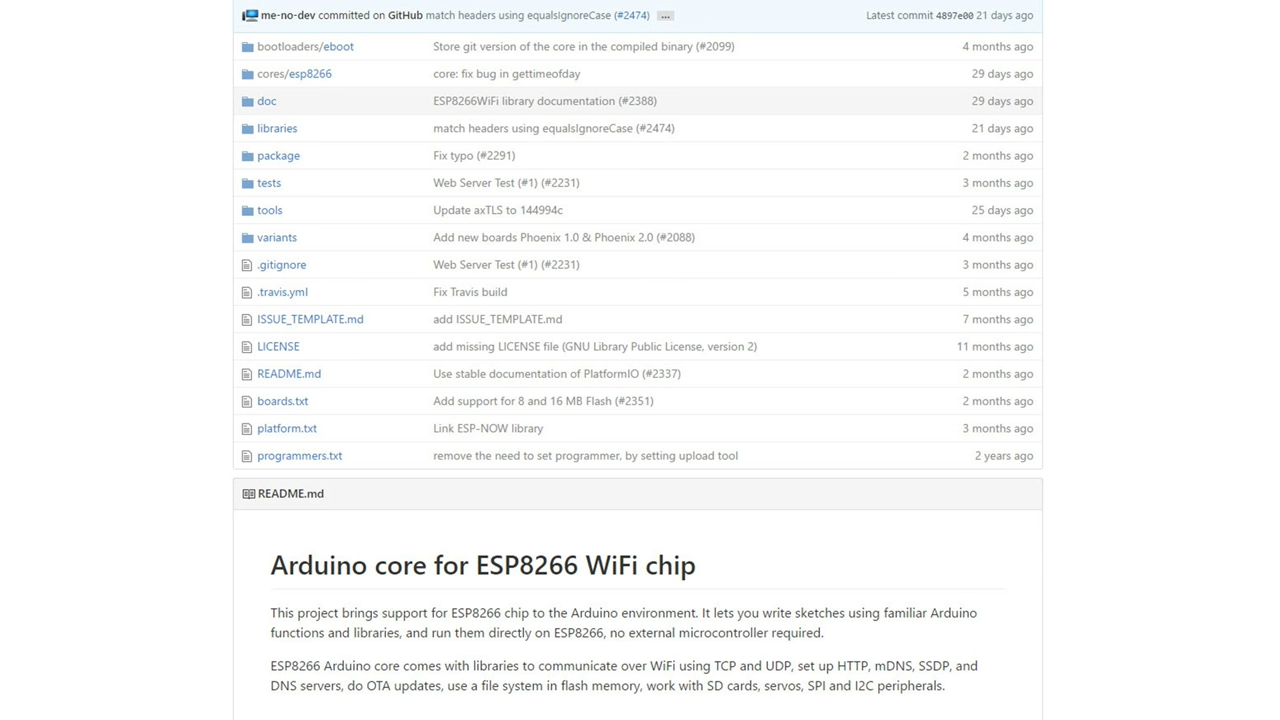 me-no-dev committed on GitHub match headers using equalsIgnoreCase (#2474) ... Latest commit 4897e00 21 days ago
bootloaders/eboot Store git version of the core in the compiled binary (#2099) 4 months ago
cores/esp8266 core: fix bug in gettimeofday 29 days ago
doc ESP8266WiFi library documentation (#2388) 29 days ago
libraries match headers using equalsIgnoreCase (#2474) 21 days ago
package Fix typo (#2291) 2 months ago
tests Web Server Test (#1) (#2231) 3 months ago
tools Update axTLS to 144994c 25 days ago
variants Add new boards Phoenix 1.0 & Phoenix 2.0 (#2088) 4 months ago
.gitignore Web Server Test (#1) (#2231) 3 months ago
.travis.yml Fix Travis build 5 months ago
ISSUE_TEMPLATE.md add ISSUE_TEMPLATE.md 7 months ago
LICENSE add missing LICENSE file (GNU Library Public License, version 2) 11 months ago
README.md Use stable documentation of PlatformIO (#2337) 2 months ago
boards.txt Add support for 8 and 16 MB Flash (#2351) 2 months ago
platform.txt Link ESP-NOW library 3 months ago
programmers.txt remove the need to set programmer, by setting upload tool 2 years ago
README.md
Arduino core for ESP8266 WiFi chip
This project brings support for ESP8266 chip to the Arduino environment. It lets you write sketches using familiar Arduino
functions and libraries, and run them directly on ESP8266, no external microcontroller required.
ESP8266 Arduino core comes with libraries to communicate over WiFi using TCP and UDP, set up HTTP, mDNS, SSDP, and
DNS servers, do OTA updates, use a file system in flash memory, work with SD cards, servos, SPI and I2C peripherals.